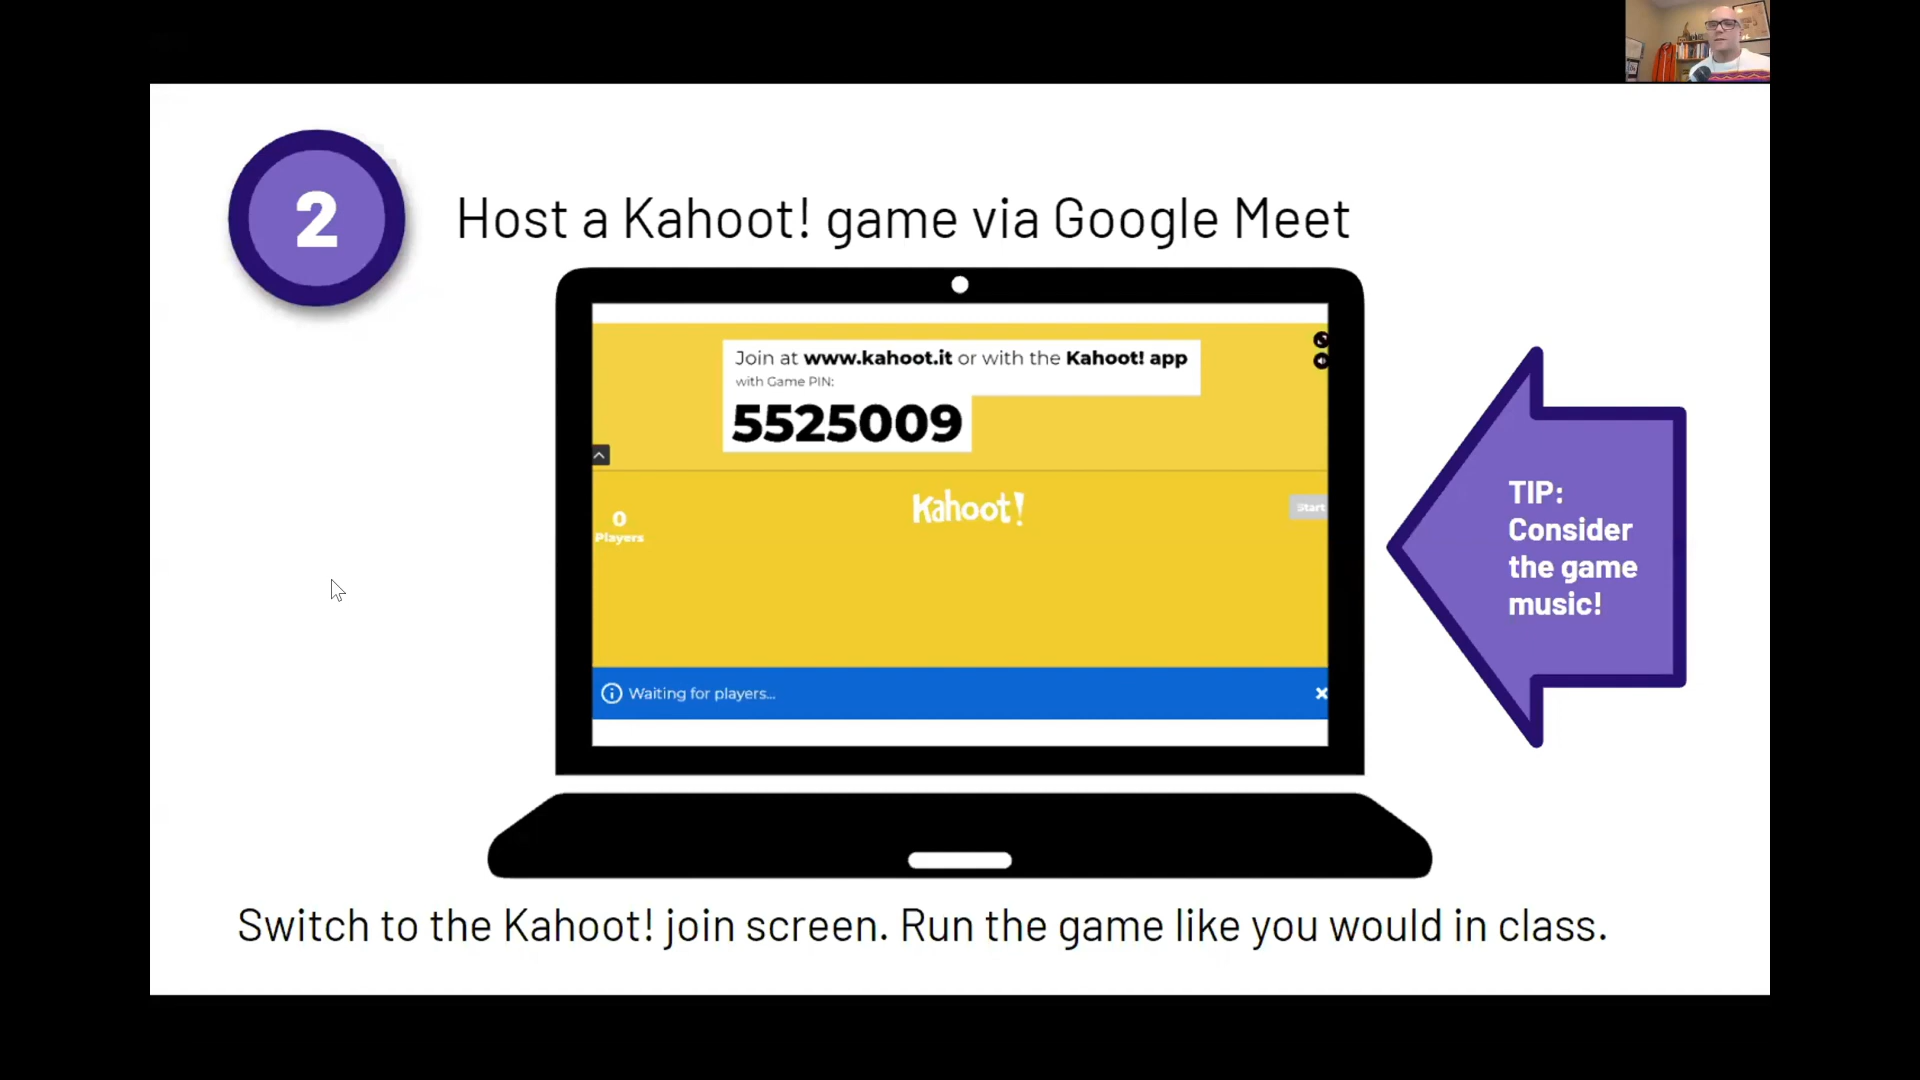 2
Host a Kahoot! game via Google Meet
Join at www.kahoot.it or with the Kahoot! app
with Game PIN:
5525009
Kahoot!
0
Players
Start
Waiting for players...
TIP:
Consider
the game
music!
Switch to the Kahoot! join screen. Run the game like you would in class.